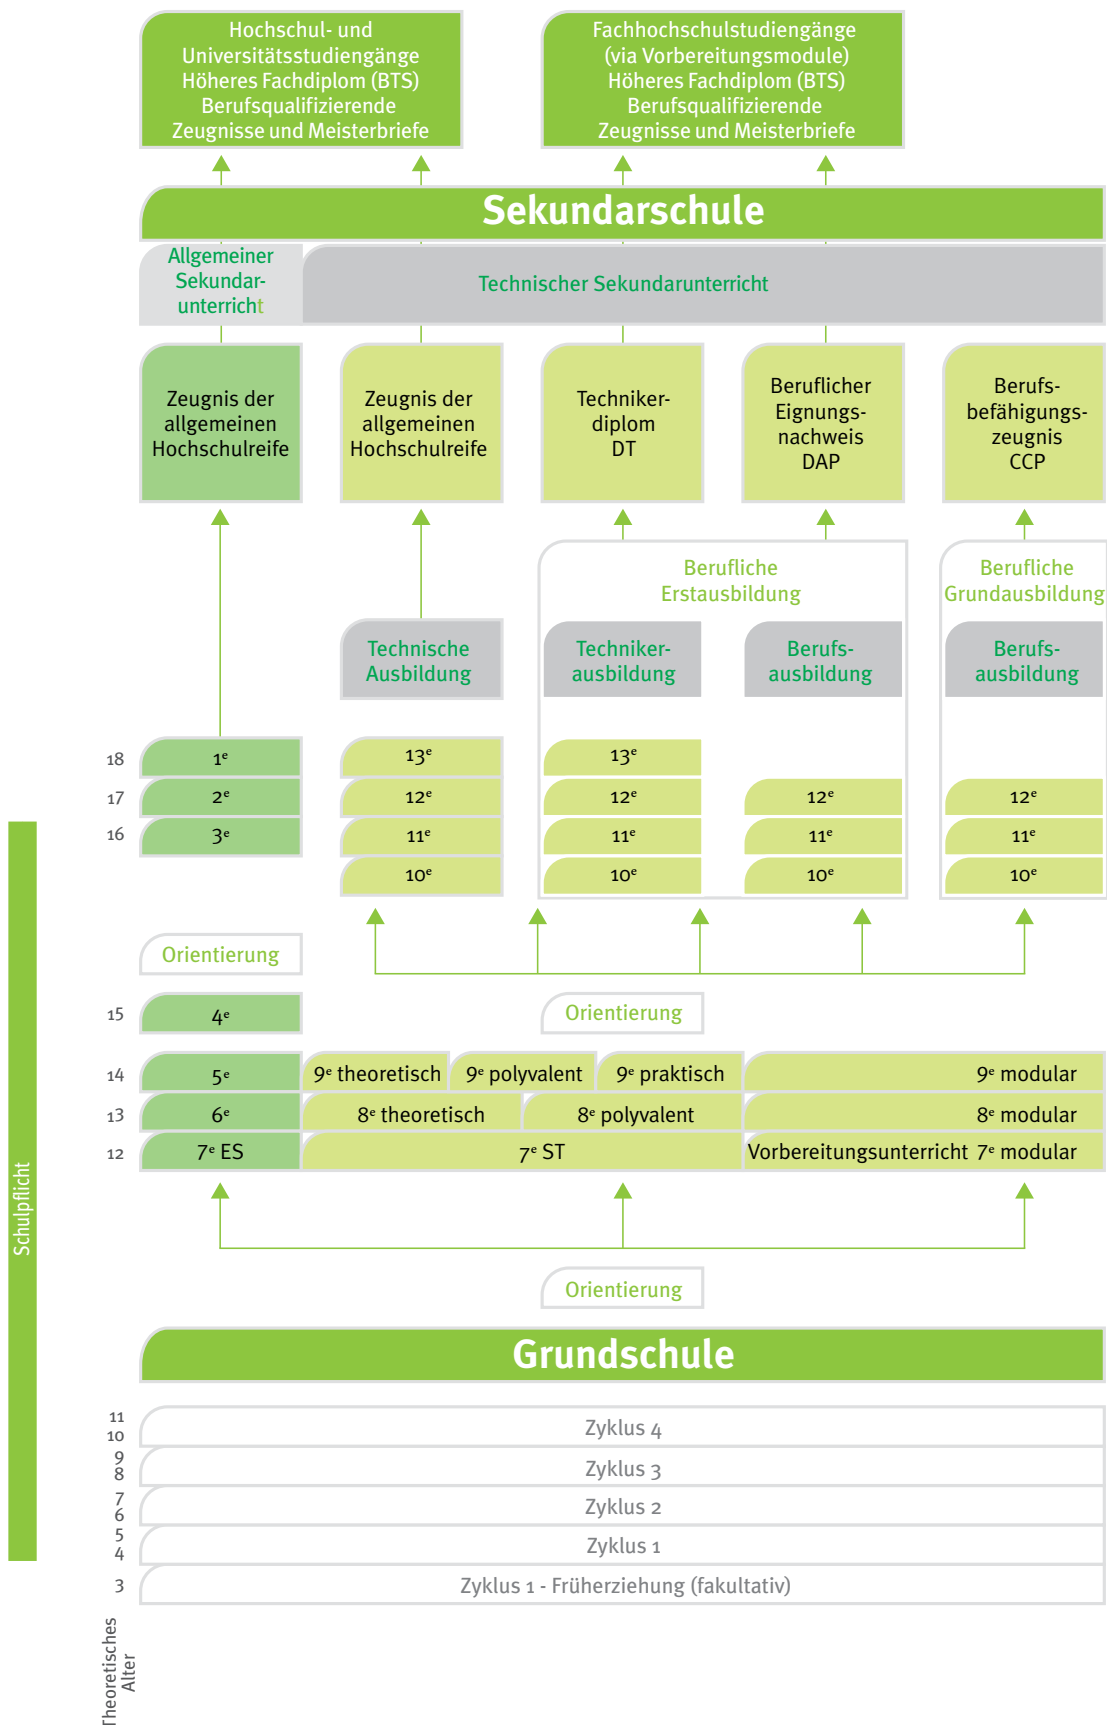 Hochschul- und
Universitätsstudiengänge
Höheres Fachdiplom (BTS)
Berufsqualifizierende
Zeugnisse und Meisterbriefe
Fachhochschulstudiengänge
(via Vorbereitungsmodule)
Höheres Fachdiplom (BTS)
Berufsqualifizierende
Zeugnisse und Meisterbriefe
Sekundarschule
Allgemeiner
Sekundar-
unterricht
Technischer Sekundarunterricht
Zeugnis der
allgemeinen
Hochschulreife
Zeugnis der
allgemeinen
Hochschulreife
Techniker-
diplom
DT
Beruflicher
Eignungs-
nachweis
DAP
Berufs-
befähigungs-
zeugnis
CCP
Berufliche
Erstausbildung
Berufliche
Grundausbildung
Technische
Ausbildung
Techniker-
ausbildung
Berufs-
ausbildung
Berufs-
ausbildung
18 1e 13e 13e
17 2e 12e 12e 12e 12e
16 3e 11e 11e 11e 11e
10e 10e 10e 10e
Orientierung
15 4e Orientierung
14 5e 9e theoretisch 9e polyvalent 9e praktisch 9e modular
13 6e 8e theoretisch 8e polyvalent 8e modular
12 7e ES 7e ST Vorbereitungsunterricht 7e modular
Schulpflicht
Orientierung
Grundschule
11
10
Zyklus 4
9
8
Zyklus 3
7
6
Zyklus 2
5
4
Zyklus 1
3 Zyklus 1 - Früherziehung (fakultativ)
Theoretisches
Alter